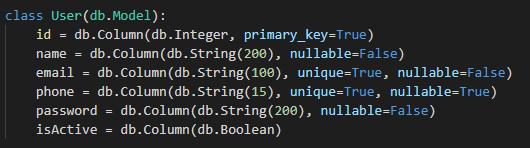 class User(db.Model):
    id = db.Column(db.Integer, primary_key=True)
    name = db.Column(db.String(200), nullable=False)
    email = db.Column(db.String(100), unique=True, nullable=False)
    phone = db.Column(db.String(15), unique=True, nullable=True)
    password = db.Column(db.String(200), nullable=False)
    isActive = db.Column(db.Boolean)